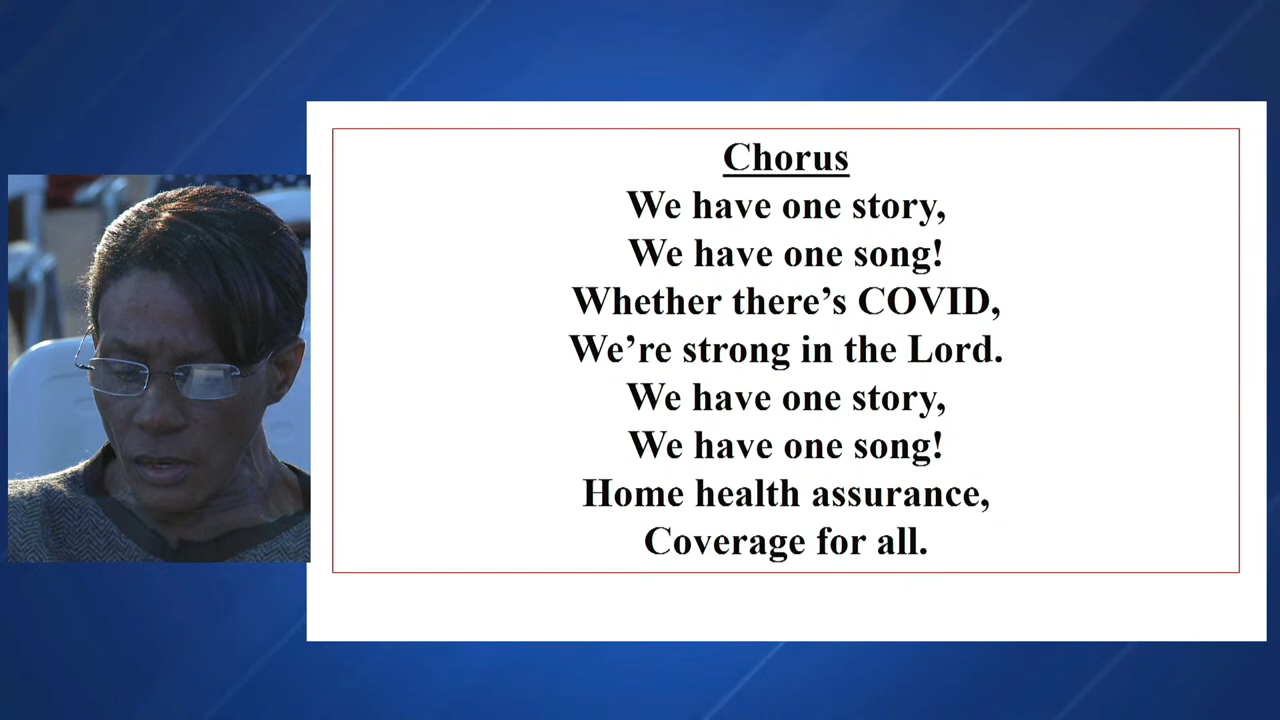 Chorus
We have one story,
We have one song!
Whether there's COVID,
We're strong in the Lord.
We have one story,
We have one song!
Home health assurance,
Coverage for all.